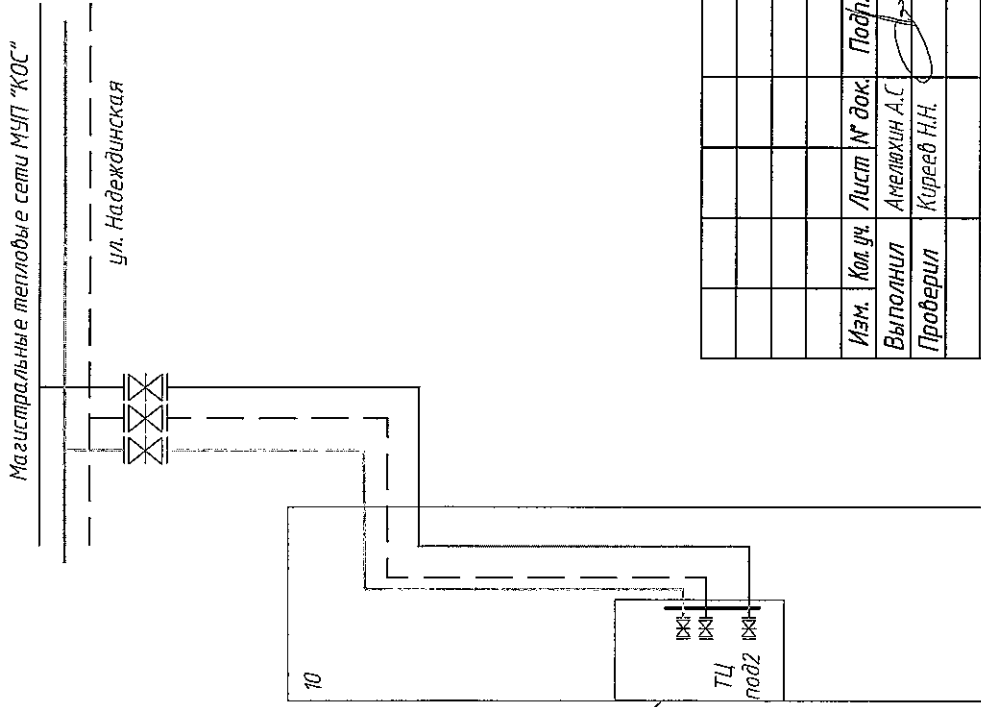 Магистральные тепловые сети МУП "КОС"
ул. Надеждинская
10
ТЦ
под2
Изм. Кол.уч. Лист № док. Подп.
Выполнил Амелюхин А.С
Проверил Киреев Н.Н.